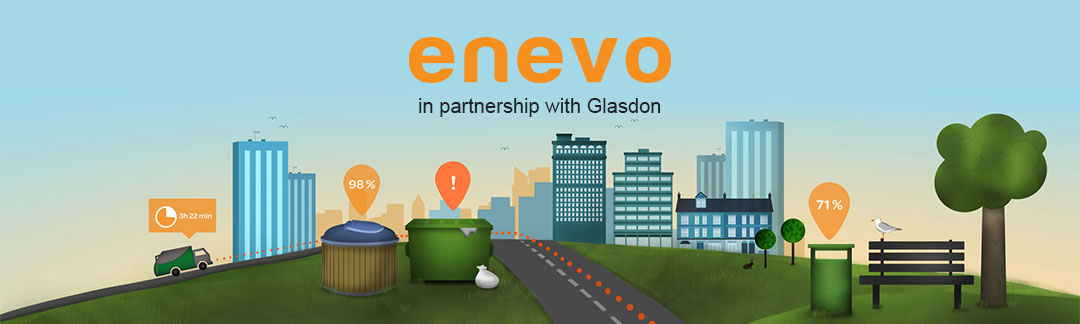 enevo
in partnership with Glasdon
3h 22 min
98%
!
71%